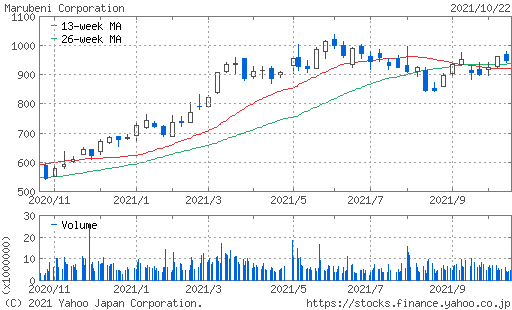 Marubeni Corporation 2021/10/22
1100
1000
900
800
700
600
500
13-week MA
26-week MA
2020/11 2021/1 2021/3 2021/5 2021/7 2021/9
30
20
10
0
(x1000000)
Volume
2020/11 2021/1 2021/3 2021/5 2021/7 2021/9
(C) 2021 Yahoo Japan Corporation. https://stocks.finance.yahoo.co.jp/